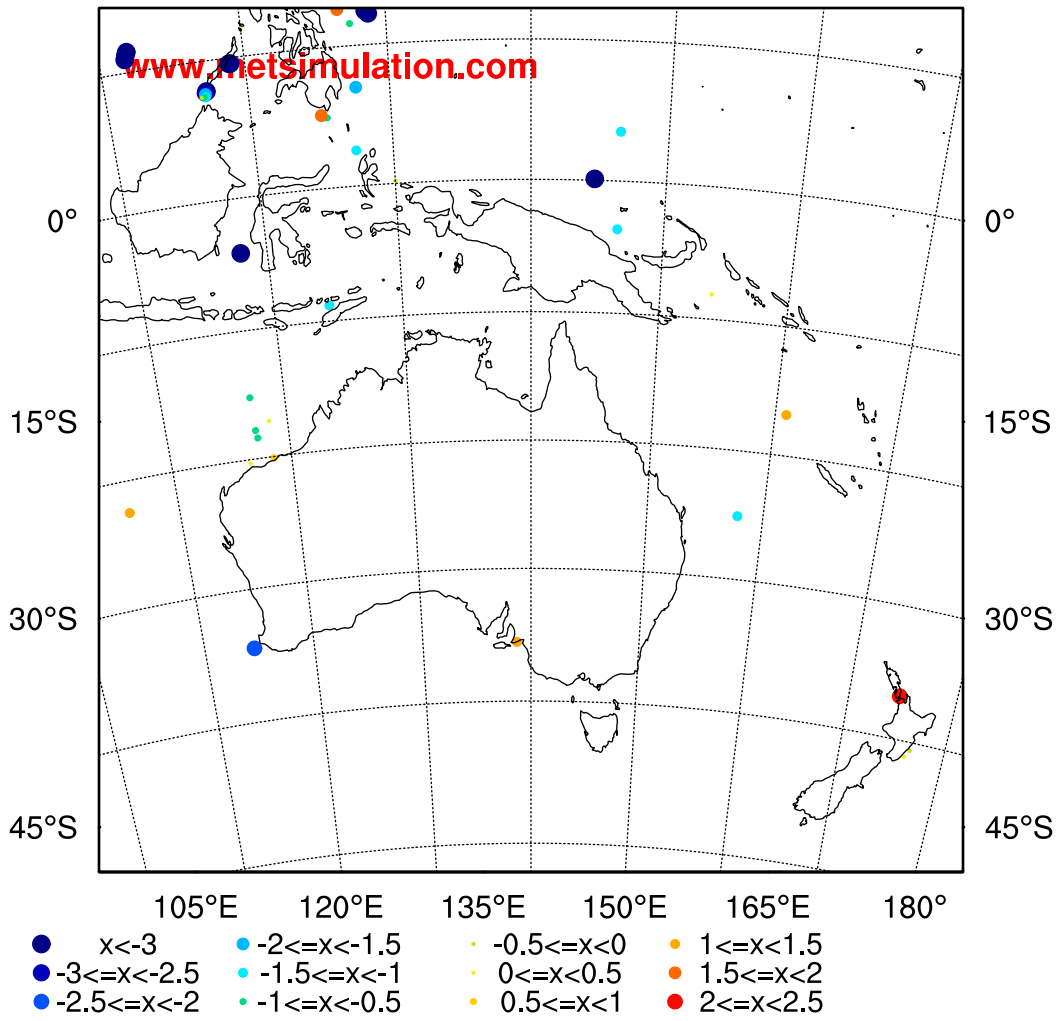 www.metsimulation.com
0° 0°
15°S 15°S
30°S 30°S
45°S 45°S
105°E 120°E 135°E 150°E 165°E 180°
x<-3 -2<=x<-1.5 -0.5<=x<0 1<=x<1.5
-3<=x<-2.5 -1.5<=x<-1 0<=x<0.5 1.5<=x<2
-2.5<=x<-2 -1<=x<-0.5 0.5<=x<1 2<=x<2.5